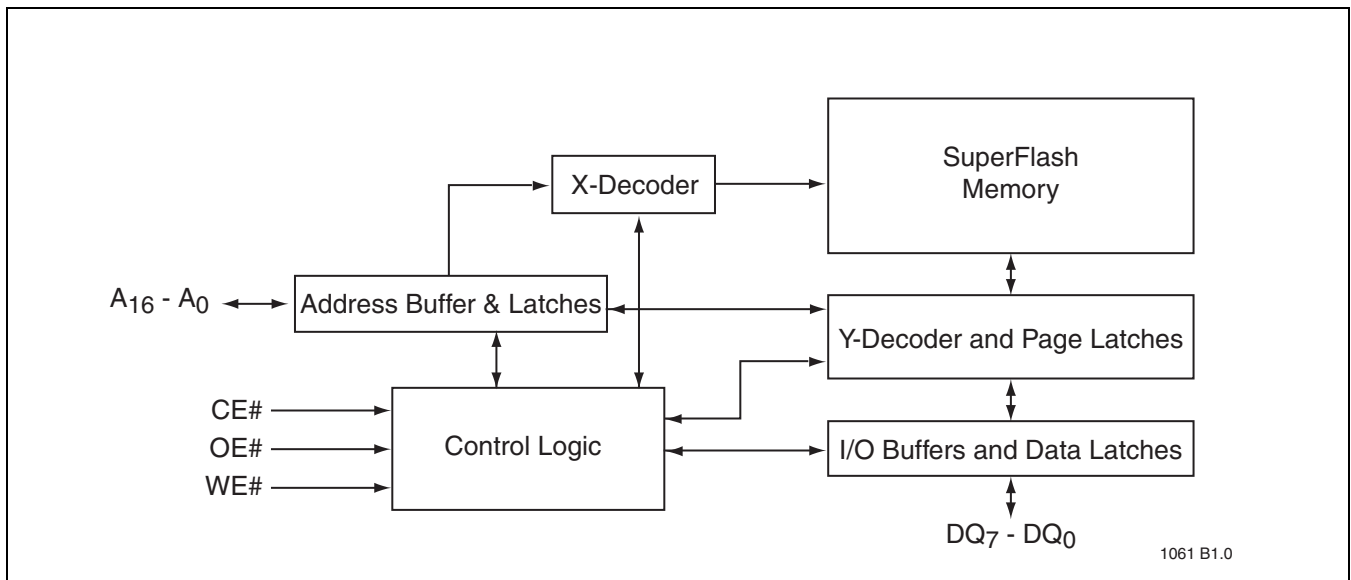 SuperFlash
Memory
X-Decoder
A16 - A0
Address Buffer & Latches
Y-Decoder and Page Latches
CE#
OE#
WE#
Control Logic
I/O Buffers and Data Latches
DQ7 - DQ0
1061 B1.0